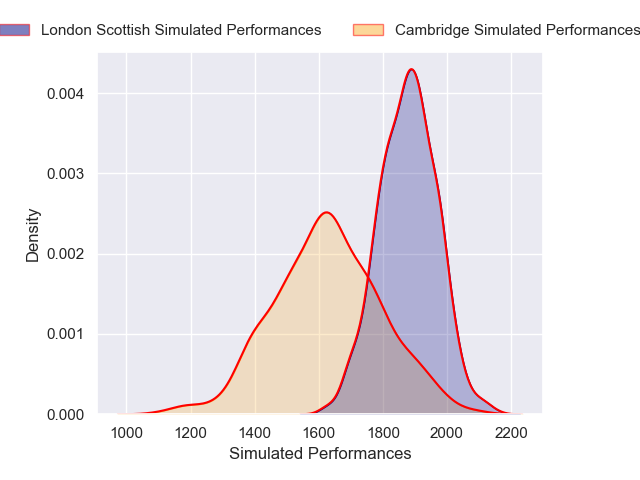 London Scottish Simulated Performances
Cambridge Simulated Performances
0.004
0.003
0.002
0.001
0.000
Density
1000 1200 1400 1600 1800 2000 2200
Simulated Performances